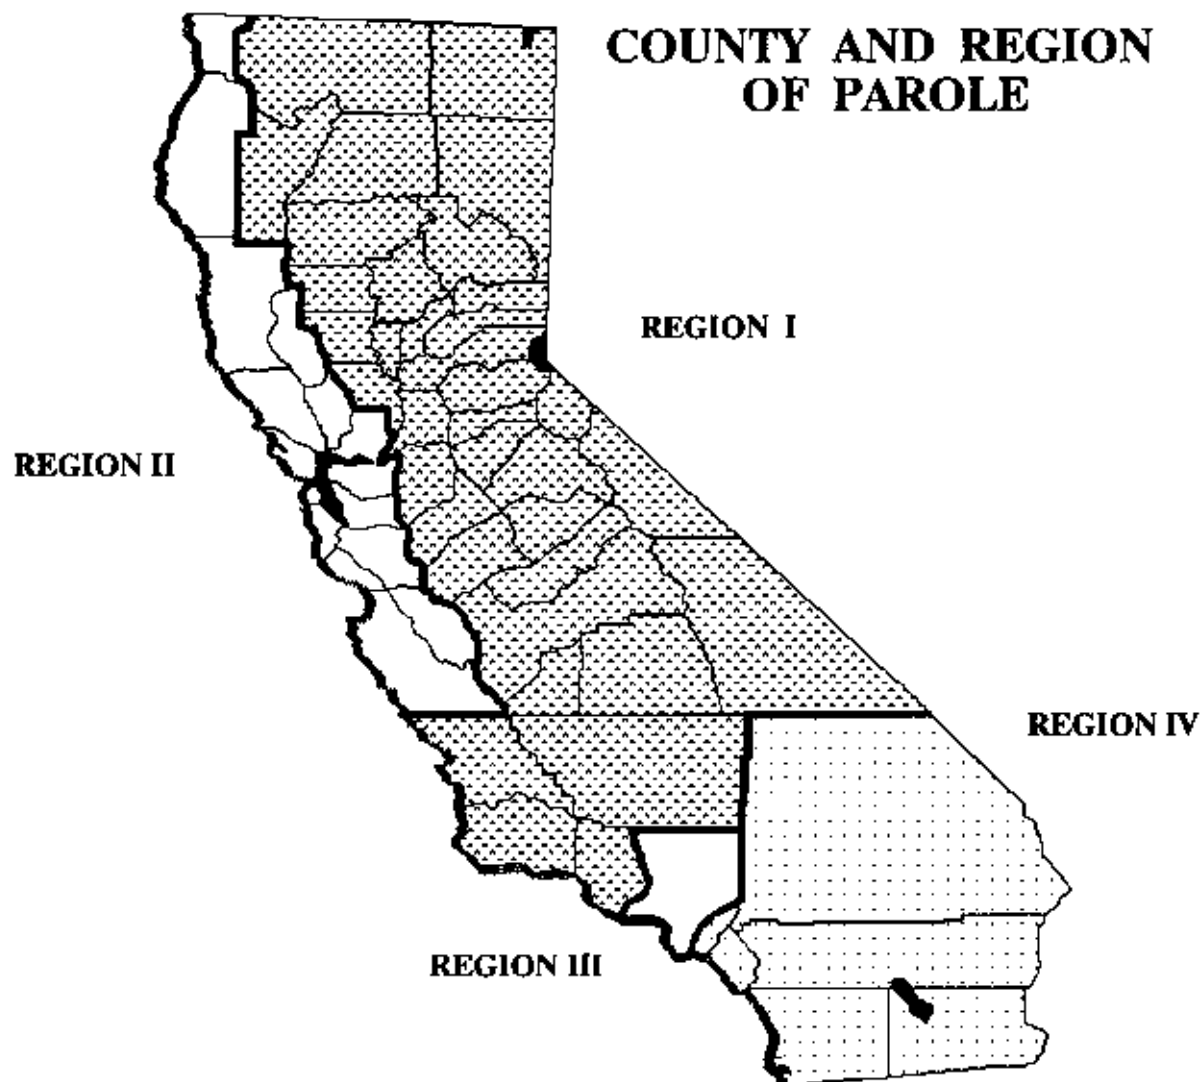 COUNTY AND REGION
OF PAROLE
REGION I
REGION II
REGION IV
REGION III